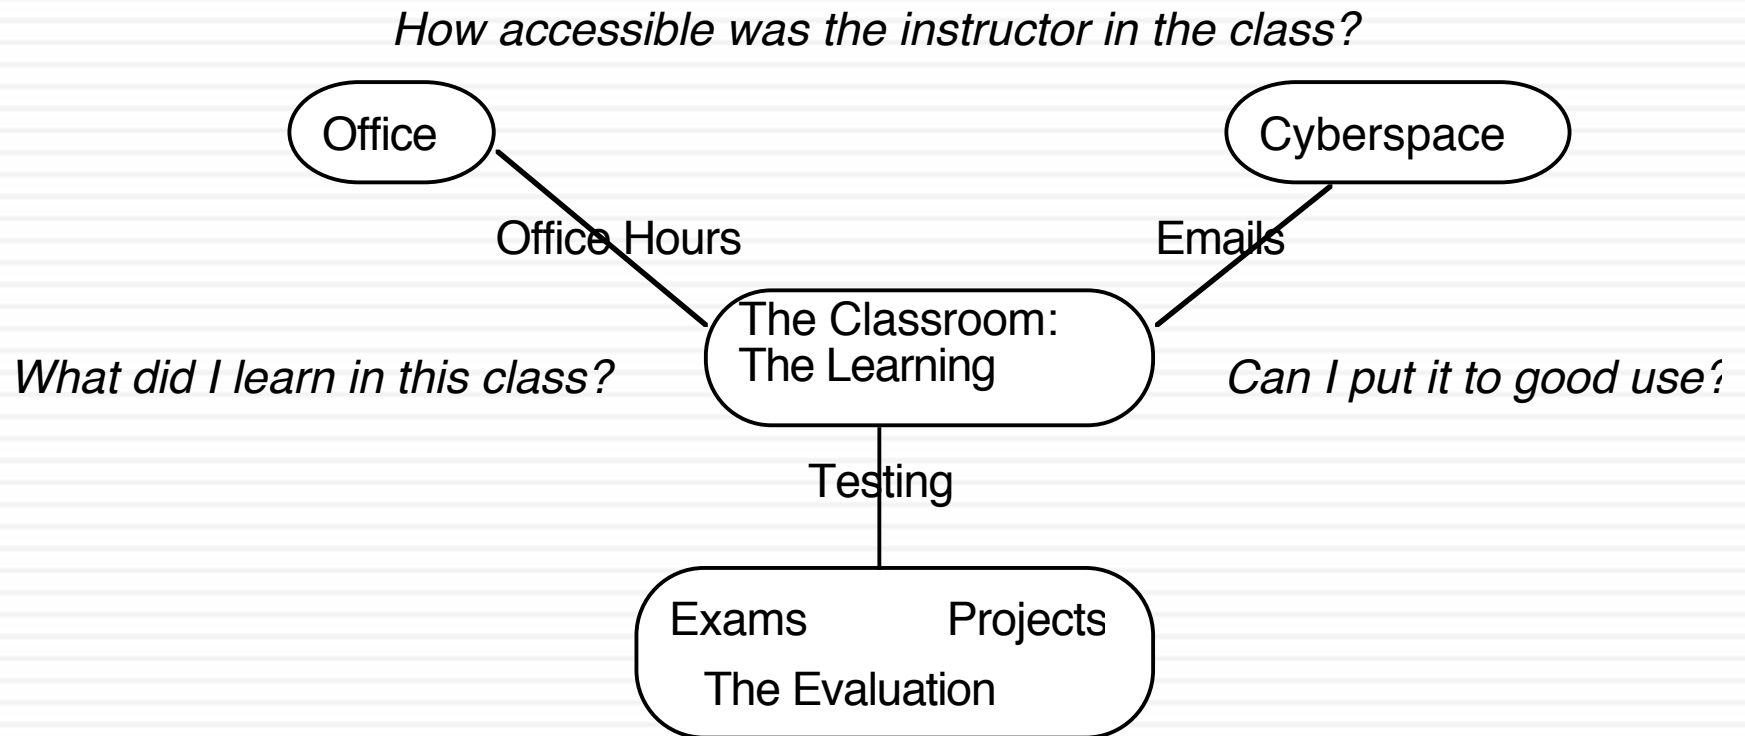 How accessible was the instructor in the class?
Office
Cyberspace
Office Hours
Emails
The Classroom:
The Learning
What did I learn in this class?
Can I put it to good use?
Testing
Exams Projects
The Evaluation